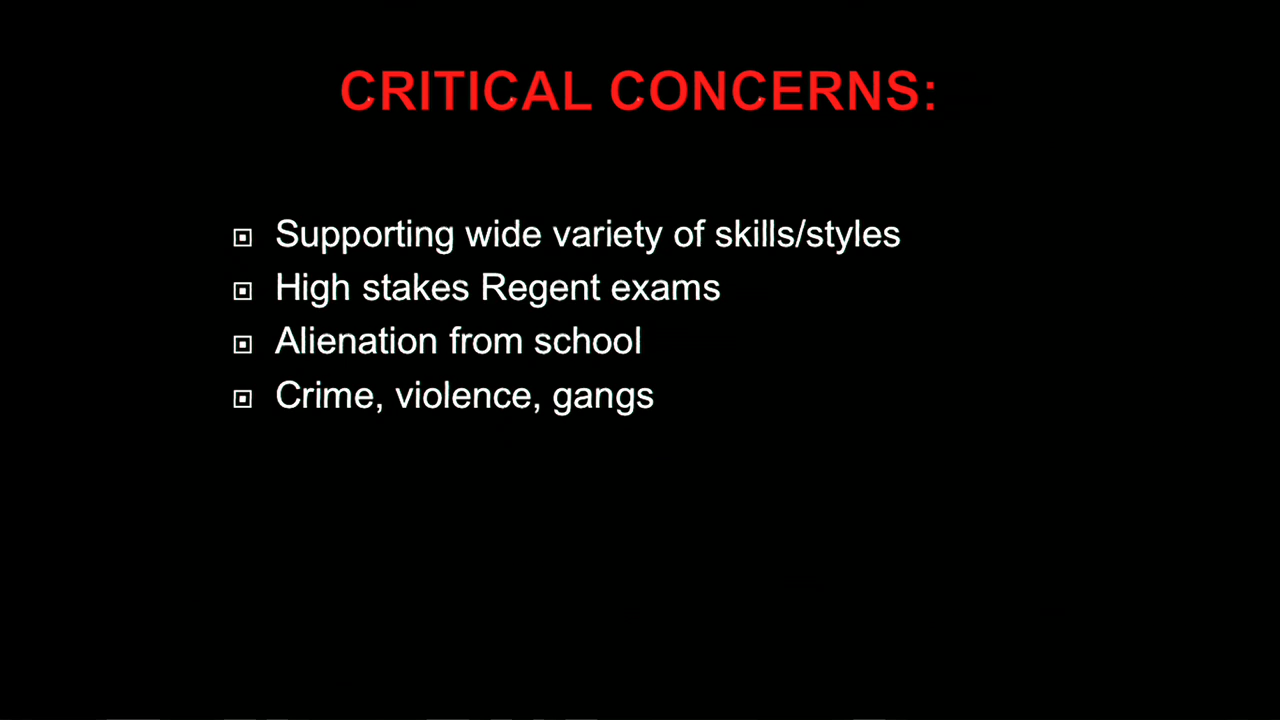 CRITICAL CONCERNS:
Supporting wide variety of skills/styles
High stakes Regent exams
Alienation from school
Crime, violence, gangs